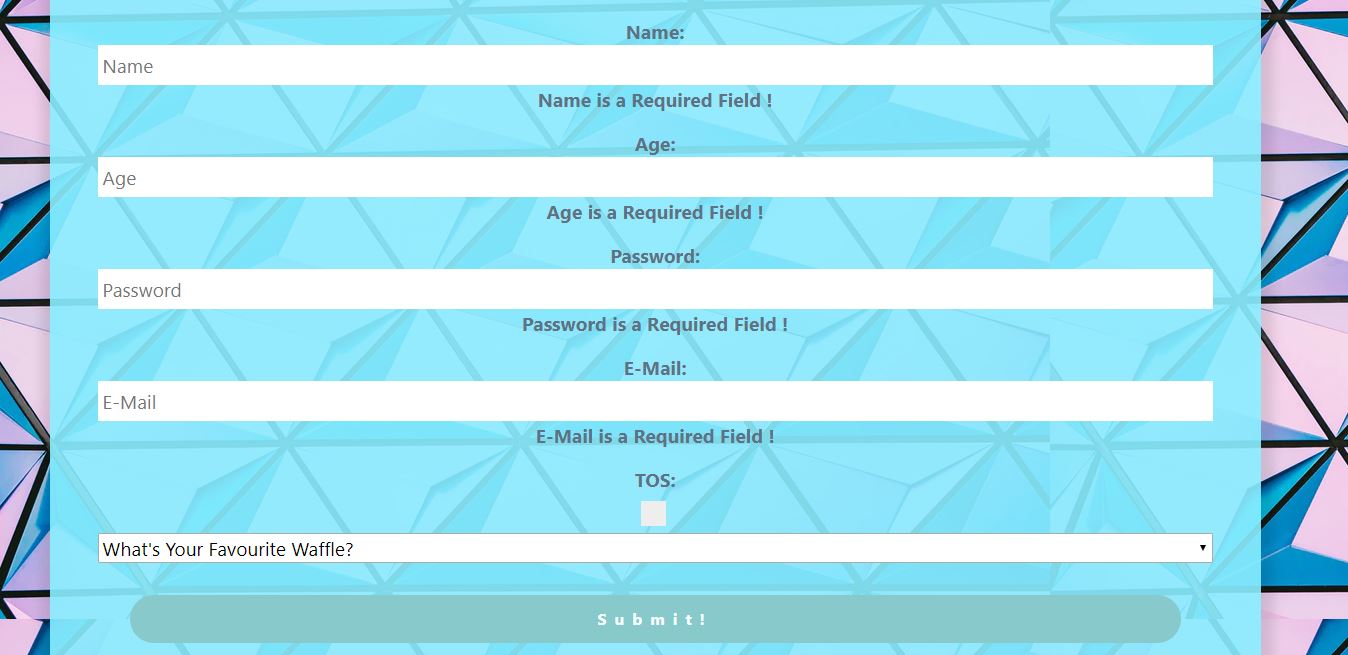 Name:
Name
Name is a Required Field !
Age:
Age
Age is a Required Field !
Password:
Password
Password is a Required Field !
E-Mail:
E-Mail
E-Mail is a Required Field !
TOS:
What's Your Favourite Waffle?
Submit!